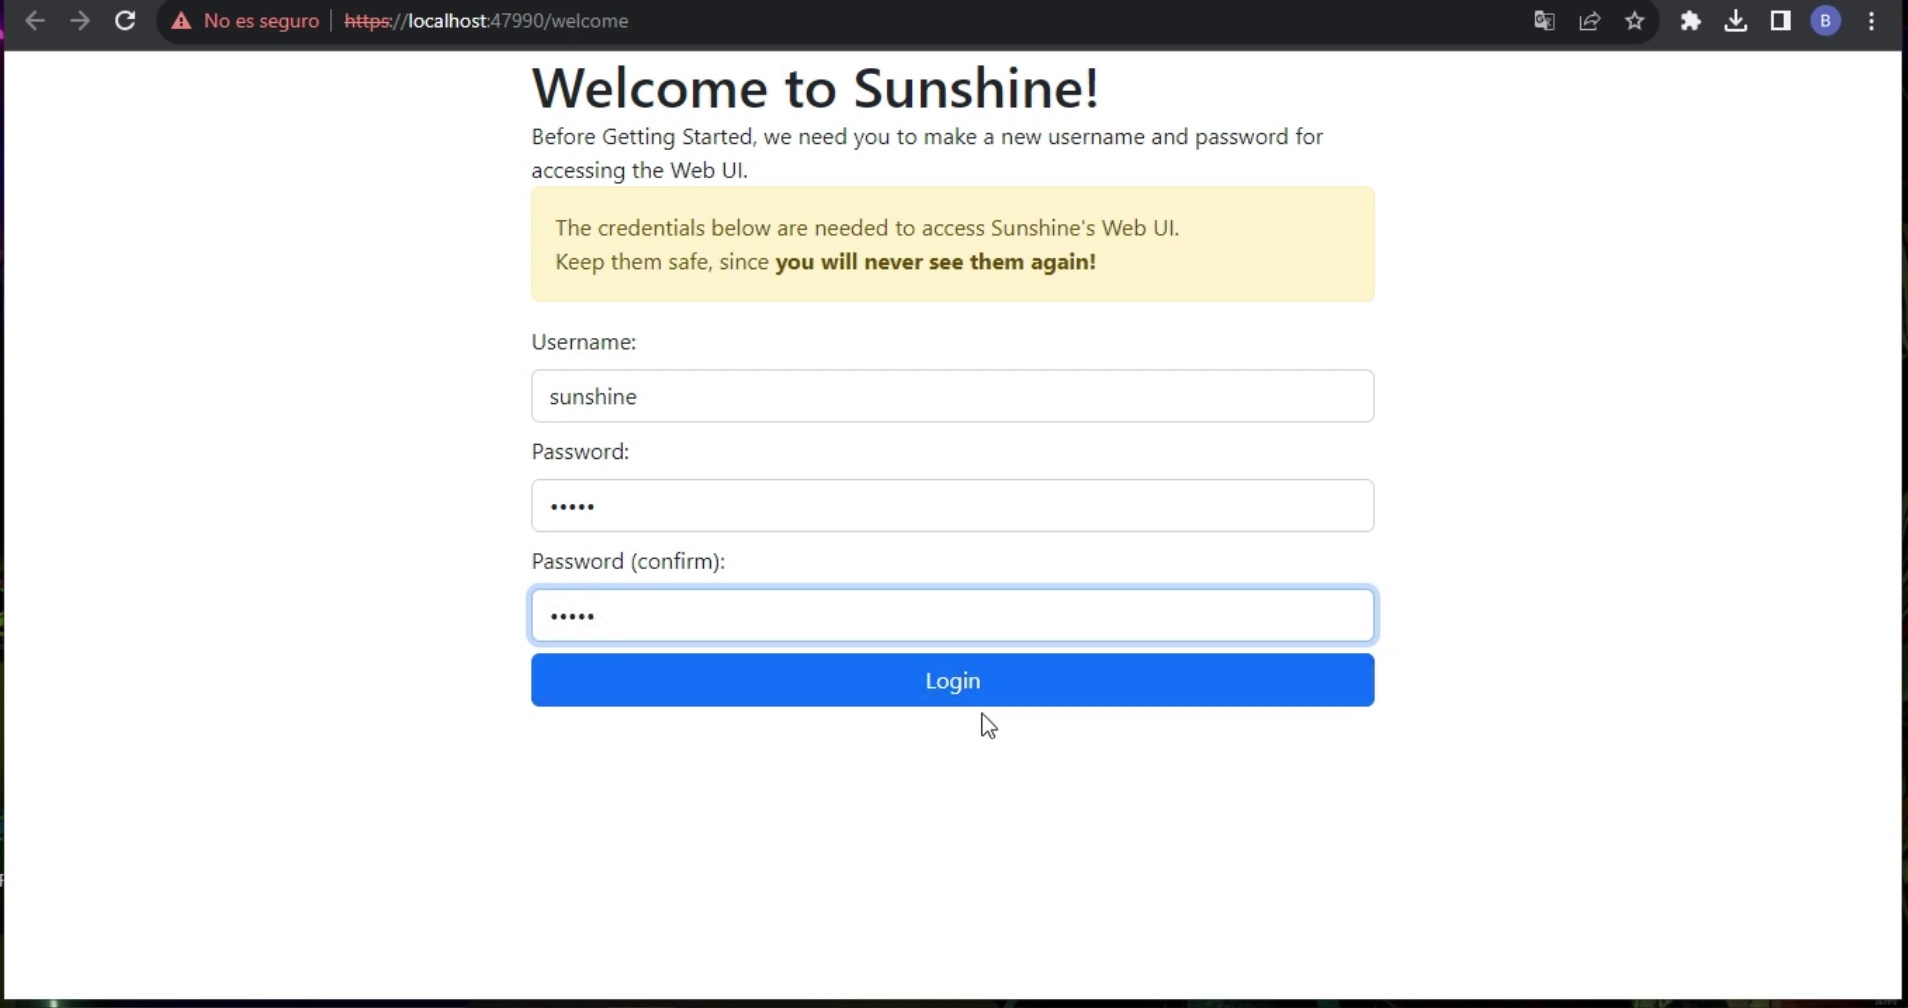 No es seguro | https://localhost:47990/welcome
B
Welcome to Sunshine!
Before Getting Started, we need you to make a new username and password for
accessing the Web UI.
The credentials below are needed to access Sunshine's Web UI.
Keep them safe, since you will never see them again!
Username:
sunshine
Password:
•••••
Password (confirm):
•••••
Login